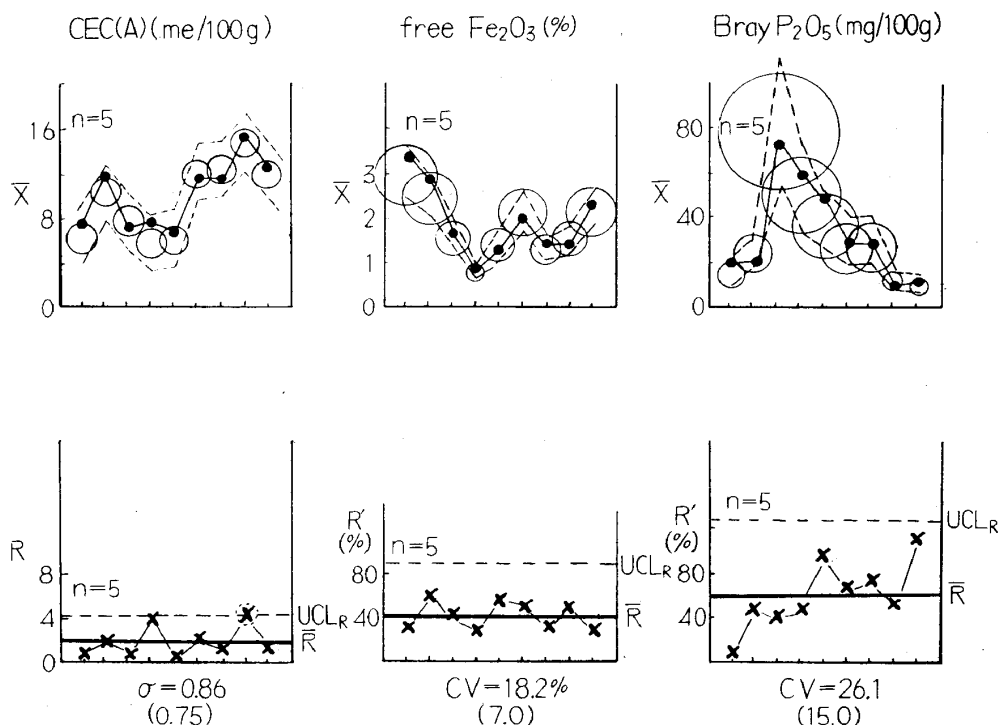 CEC(A)(me/100g)
free Fe₂O₃(%)
Bray P₂O₅(mg/100g)
n=5
16
X̅
8
0
n=5
3
X̅
2
1
0
80
n=5
X̅
40
0
R
8
n=5
4
UCL_R
R̅
0
R′
(%)
n=5
80
UCL_R
40
R̅
n=5
UCL_R
R′
(%)
80
R̅
40
σ=0.86
(0.75)
CV=18.2%
(7.0)
CV=26.1
(15.0)